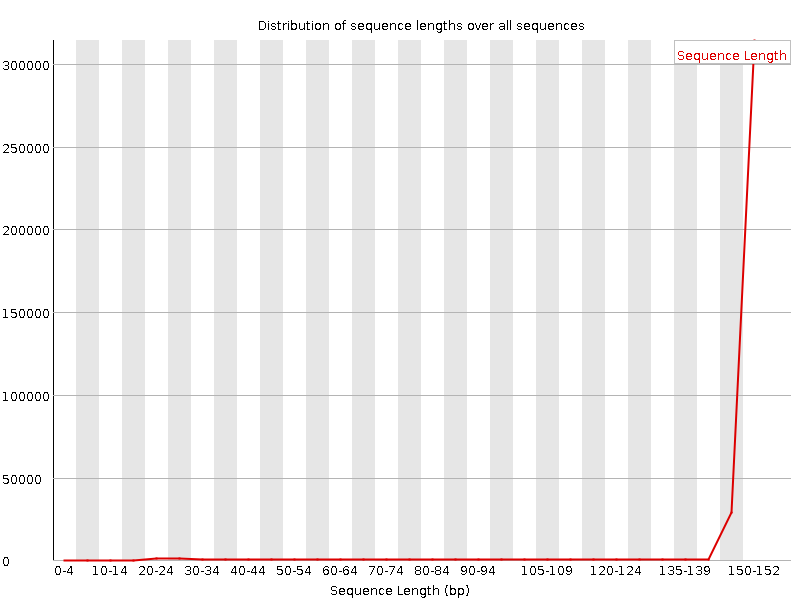 Distribution of sequence lengths over all sequences
Sequence Length
300000
250000
200000
150000
100000
50000
0
0-4 10-14 20-24 30-34 40-44 50-54 60-64 70-74 80-84 90-94 105-109 120-124 135-139 150-152
Sequence Length (bp)